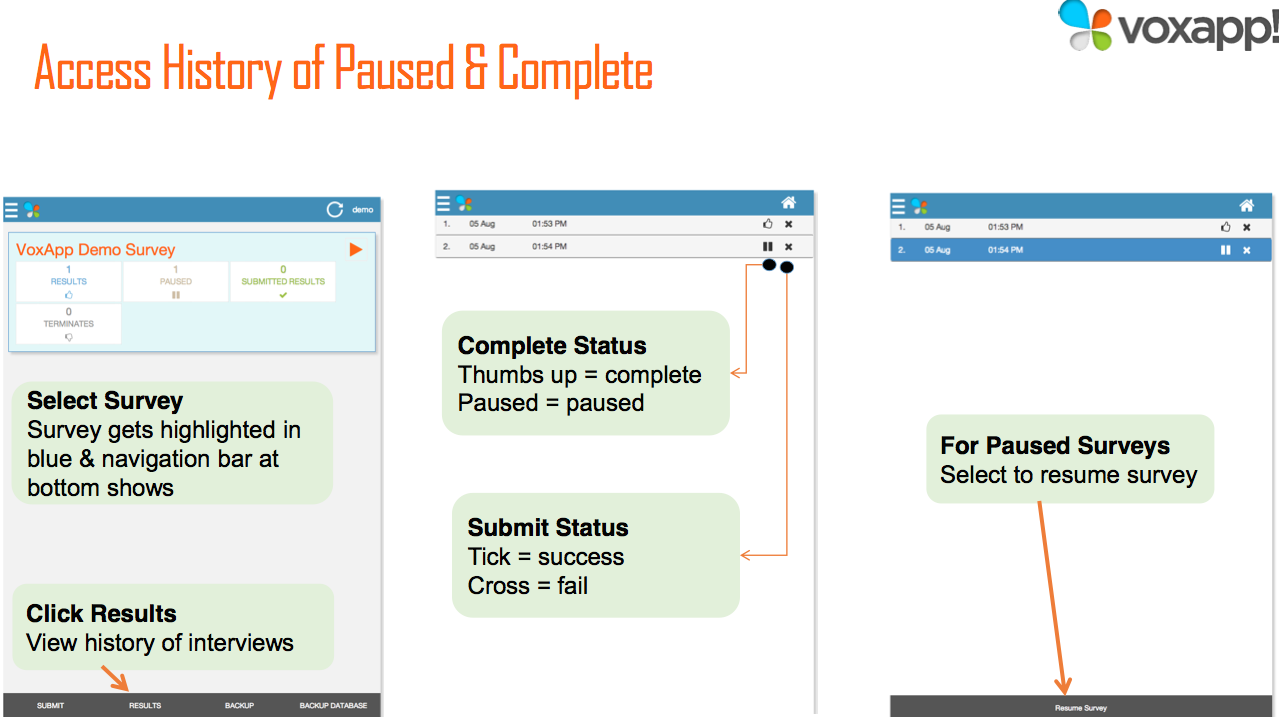 voxapp!
Access History of Paused & Complete
demo
VoxApp Demo Survey
1
RESULTS
1
PAUSED
0
SUBMITTED RESULTS
0
TERMINATES
Select Survey
Survey gets highlighted in
blue & navigation bar at
bottom shows
Click Results
View history of interviews
SUBMIT RESULTS BACKUP BACKUP DATABASE
1. 05 Aug 01:53 PM
2. 05 Aug 01:54 PM
Complete Status
Thumbs up = complete
Paused = paused
Submit Status
Tick = success
Cross = fail
1. 05 Aug 01:53 PM
2. 05 Aug 01:54 PM
For Paused Surveys
Select to resume survey
Resume Survey